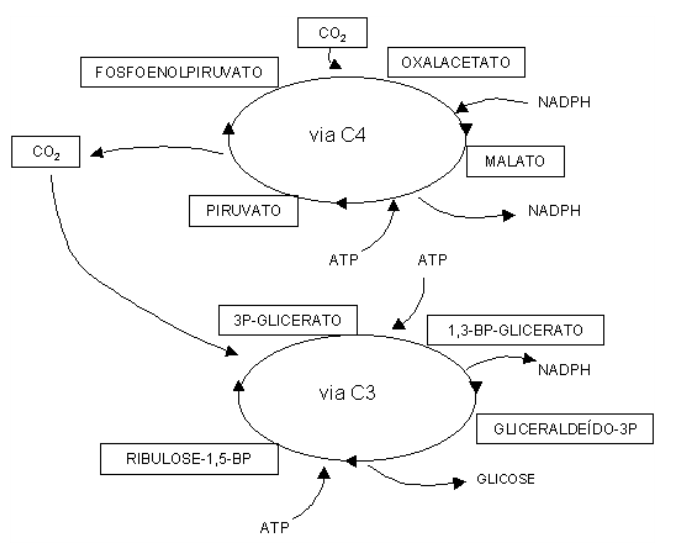 CO₂
FOSFOENOLPIRUVATO
OXALACETATO
NADPH
via C4
CO₂
MALATO
PIRUVATO
NADPH
ATP
ATP
3P-GLICERATO
1,3-BP-GLICERATO
NADPH
via C3
GLICERALDEÍDO-3P
RIBULOSE-1,5-BP
GLICOSE
ATP